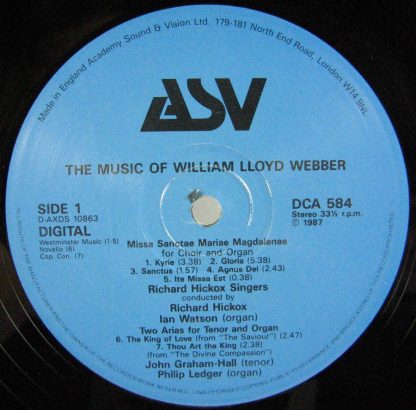 Made in England Academy Sound & Vision Ltd. 179-181 North End Road, London W14 9NL
ASV
THE MUSIC OF WILLIAM LLOYD WEBBER
SIDE 1
D-AXDS 10863
DIGITAL
Westminster Music (1-5)
Novello (6)
Cop. Con. (7)
DCA 584
Stereo 33⅓ r.p.m.
℗ 1987
Missa Sanctae Mariae Magdalenae
for Choir and Organ
1. Kyrie (3.38) 2. Gloria (5.38)
3. Sanctus (1.57) 4. Agnus Dei (2.43)
5. Ite Missa Est (0.38)
Richard Hickox Singers
conducted by
Richard Hickox
Ian Watson (organ)
Two Arias for Tenor and Organ
6. The King of Love (from "The Saviour") (2.47)
7. Thou Art the King (2.38)
(from "The Divine Compassion")
John Graham-Hall (tenor)
Philip Ledger (organ)
WORK RESERVED. UNAUTHORISED COPYING, PUBLIC